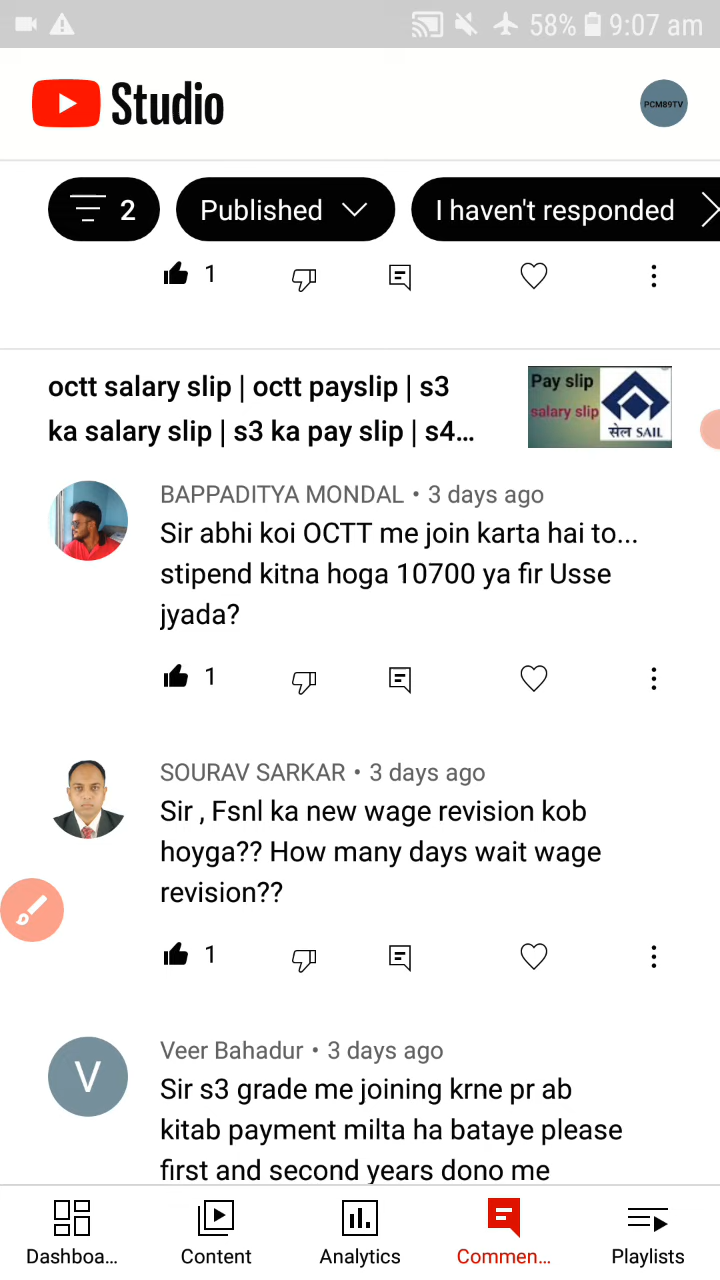 58% 9:07 am
Studio
PCM89TV
2
Published
I haven't responded
1
octt salary slip | octt payslip | s3
ka salary slip | s3 ka pay slip | s4...
Pay slip
salary slip
सेल SAIL
BAPPADITYA MONDAL • 3 days ago
Sir abhi koi OCTT me join karta hai to...
stipend kitna hoga 10700 ya fir Usse
jyada?
1
SOURAV SARKAR • 3 days ago
Sir , Fsnl ka new wage revision kob
hoyga?? How many days wait wage
revision??
1
V
Veer Bahadur • 3 days ago
Sir s3 grade me joining krne pr ab
kitab payment milta ha bataye please
first and second years dono me
Dashboa...
Content
Analytics
Commen...
Playlists